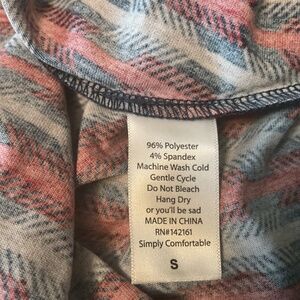 96% Polyester
4% Spandex
Machine Wash Cold
Gentle Cycle
Do Not Bleach
Hang Dry
or you'll be sad
MADE IN CHINA
RN#142161
Simply Comfortable
S